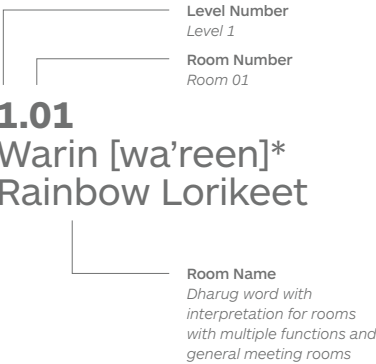 Level Number
Level 1
Room Number
Room 01
1.01
Warin [wa'reen]*
Rainbow Lorikeet
Room Name
Dharug word with
interpretation for rooms
with multiple functions and
general meeting rooms